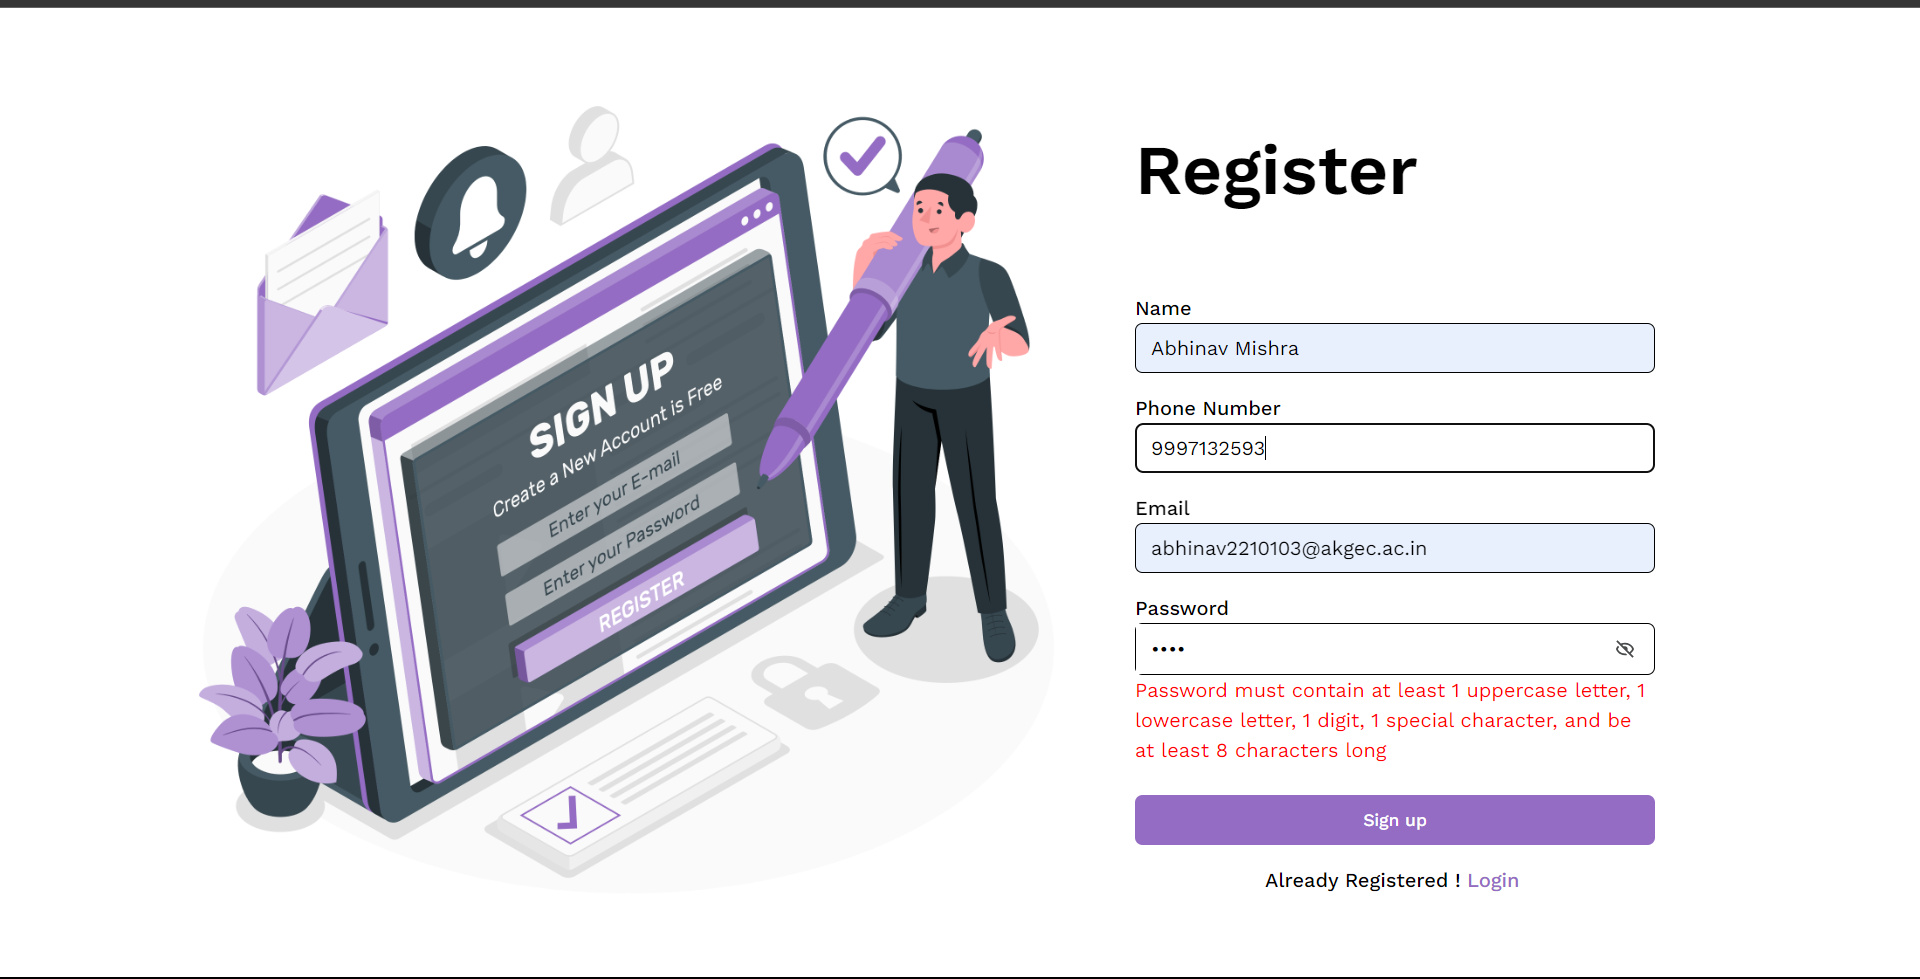 SIGN UP
Create a New Account is Free
Enter your E-mail
Enter your Password
REGISTER
Register
Name
Abhinav Mishra
Phone Number
9997132593
Email
abhinav2210103@akgec.ac.in
Password
••••
Password must contain at least 1 uppercase letter, 1
lowercase letter, 1 digit, 1 special character, and be
at least 8 characters long
Sign up
Already Registered ! Login